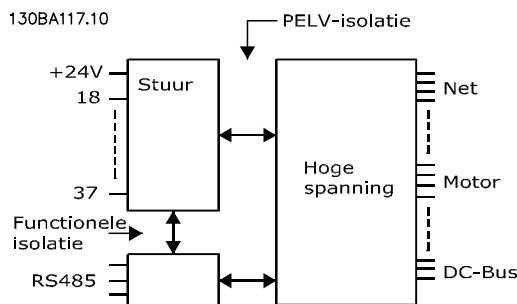 130BA117.10
PELV-isolatie
+24V
18
37
Stuur
Hoge
spanning
Net
Motor
DC-Bus
Functionele
isolatie
RS485